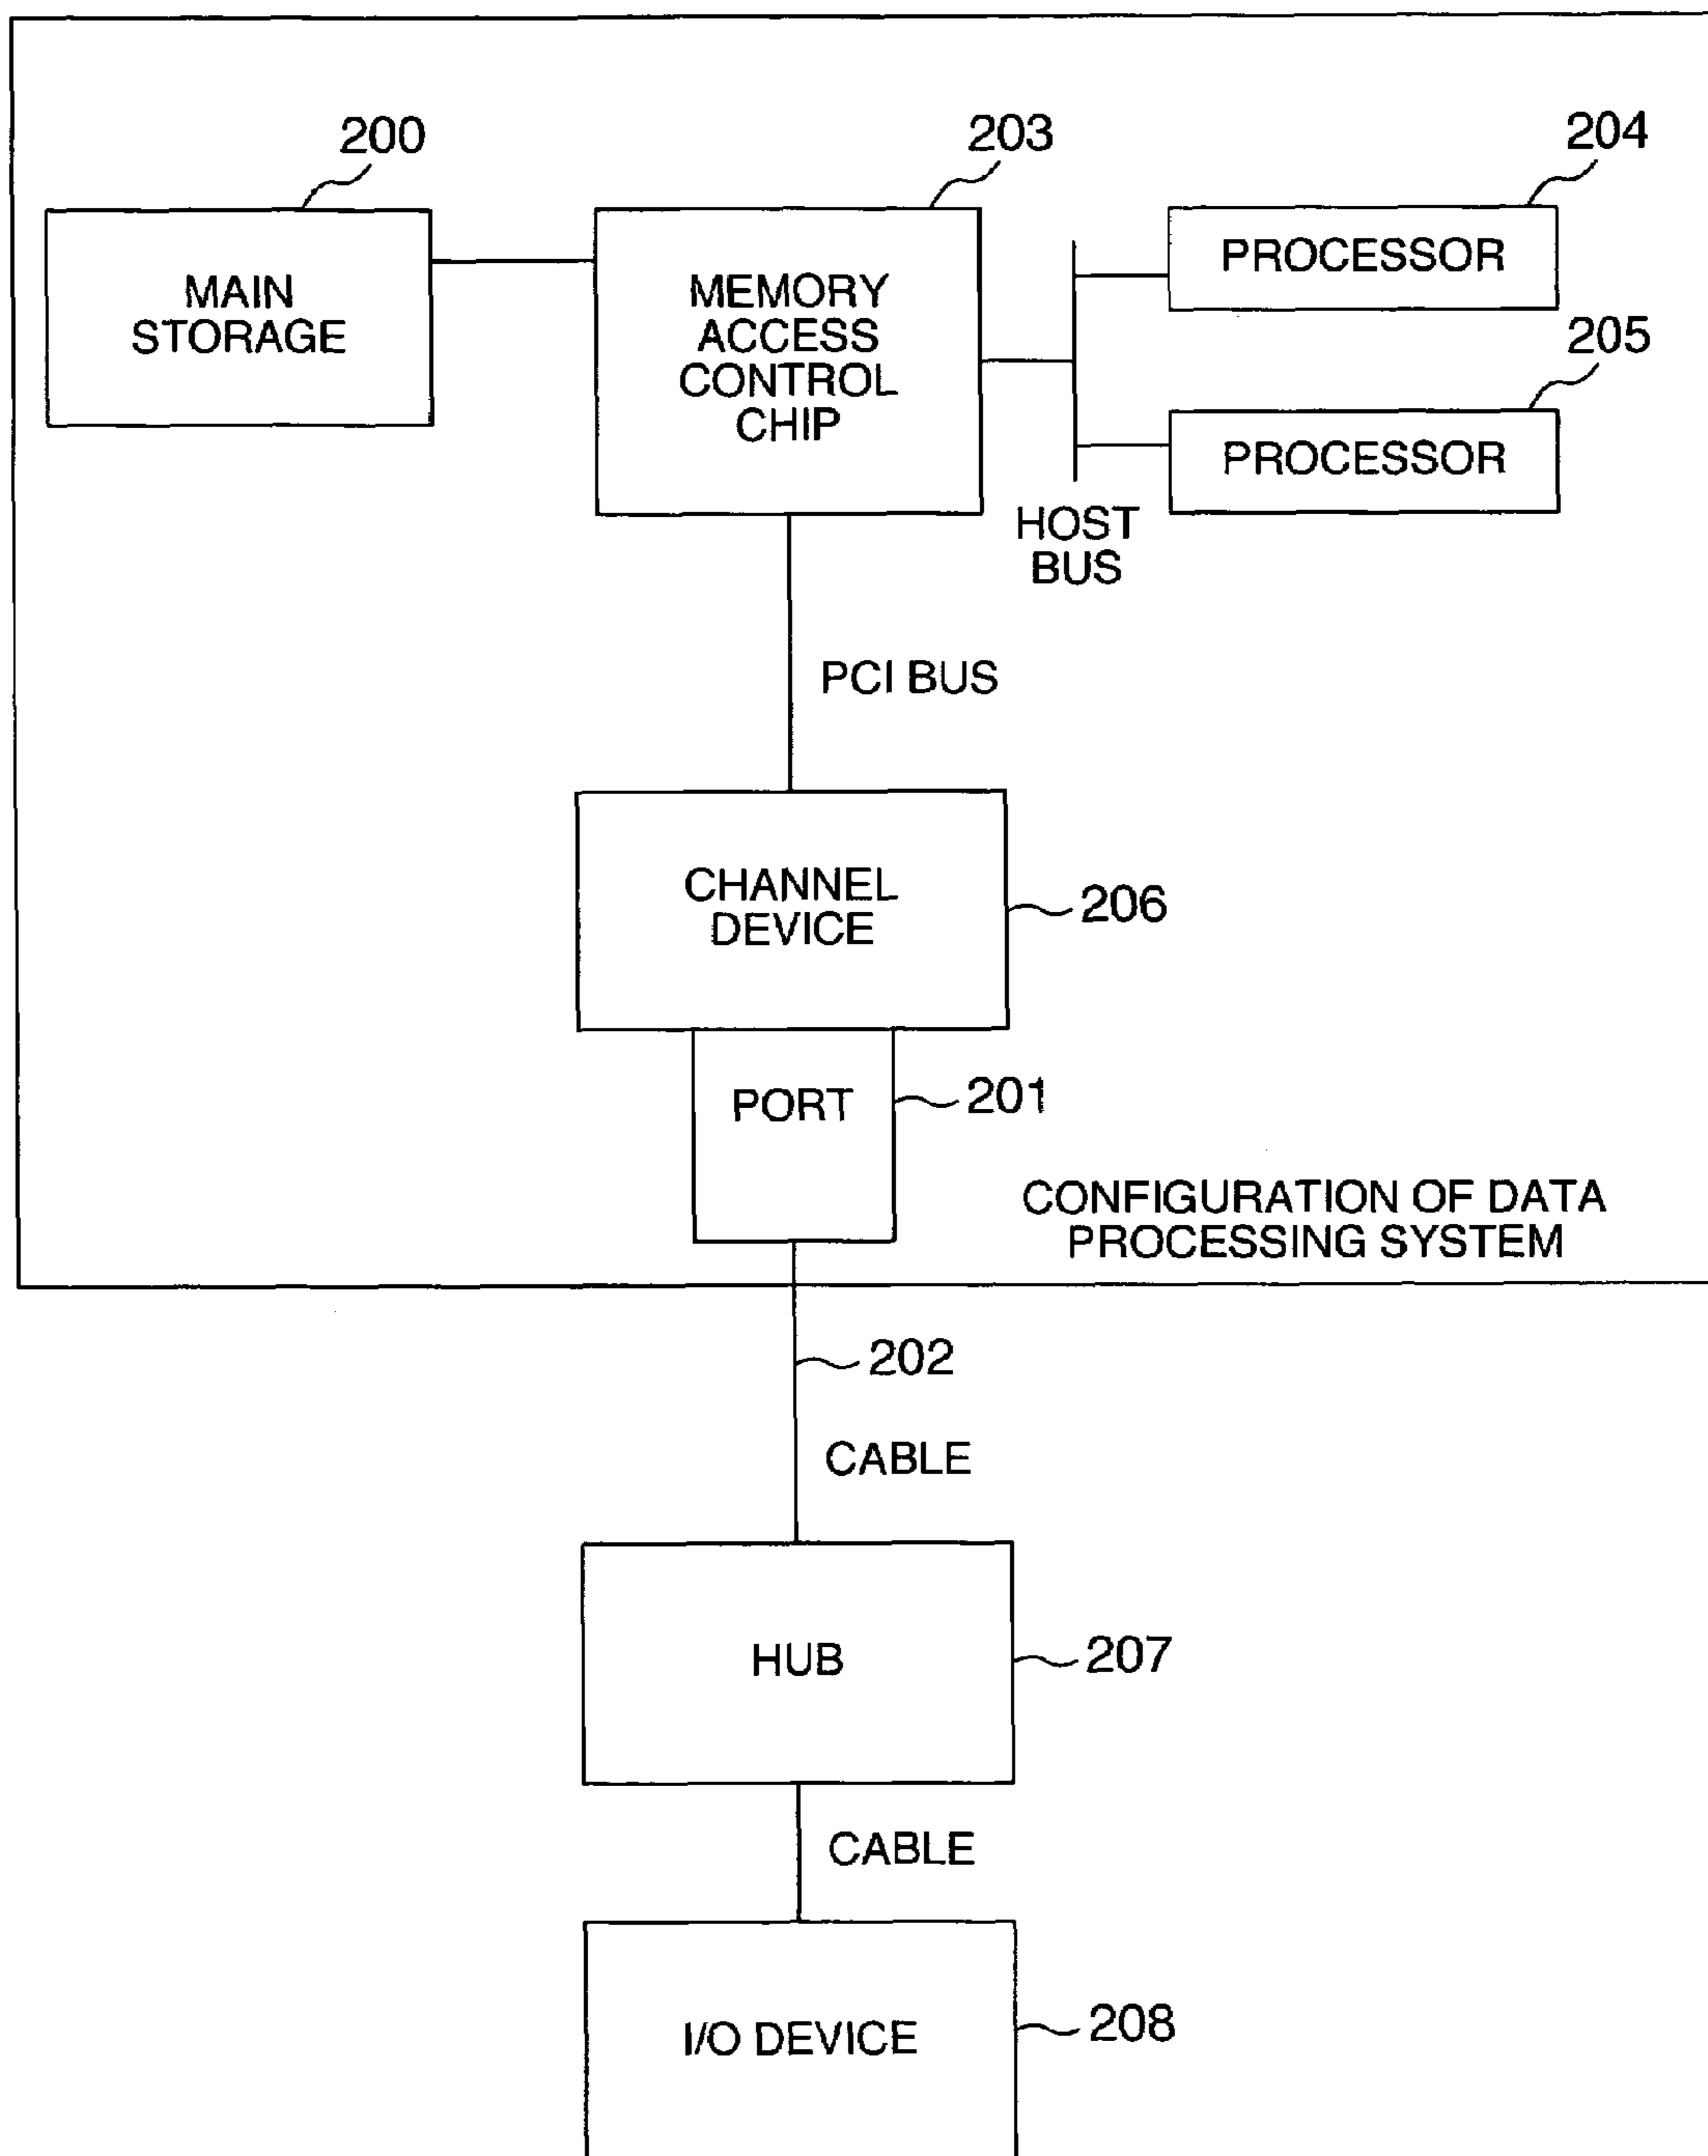 200
203
204
MAIN
STORAGE
MEMORY
ACCESS
CONTROL
CHIP
PROCESSOR
205
PROCESSOR
HOST
BUS
PCI BUS
CHANNEL
DEVICE
206
PORT
201
CONFIGURATION OF DATA
PROCESSING SYSTEM
202
CABLE
HUB
207
CABLE
I/O DEVICE
208